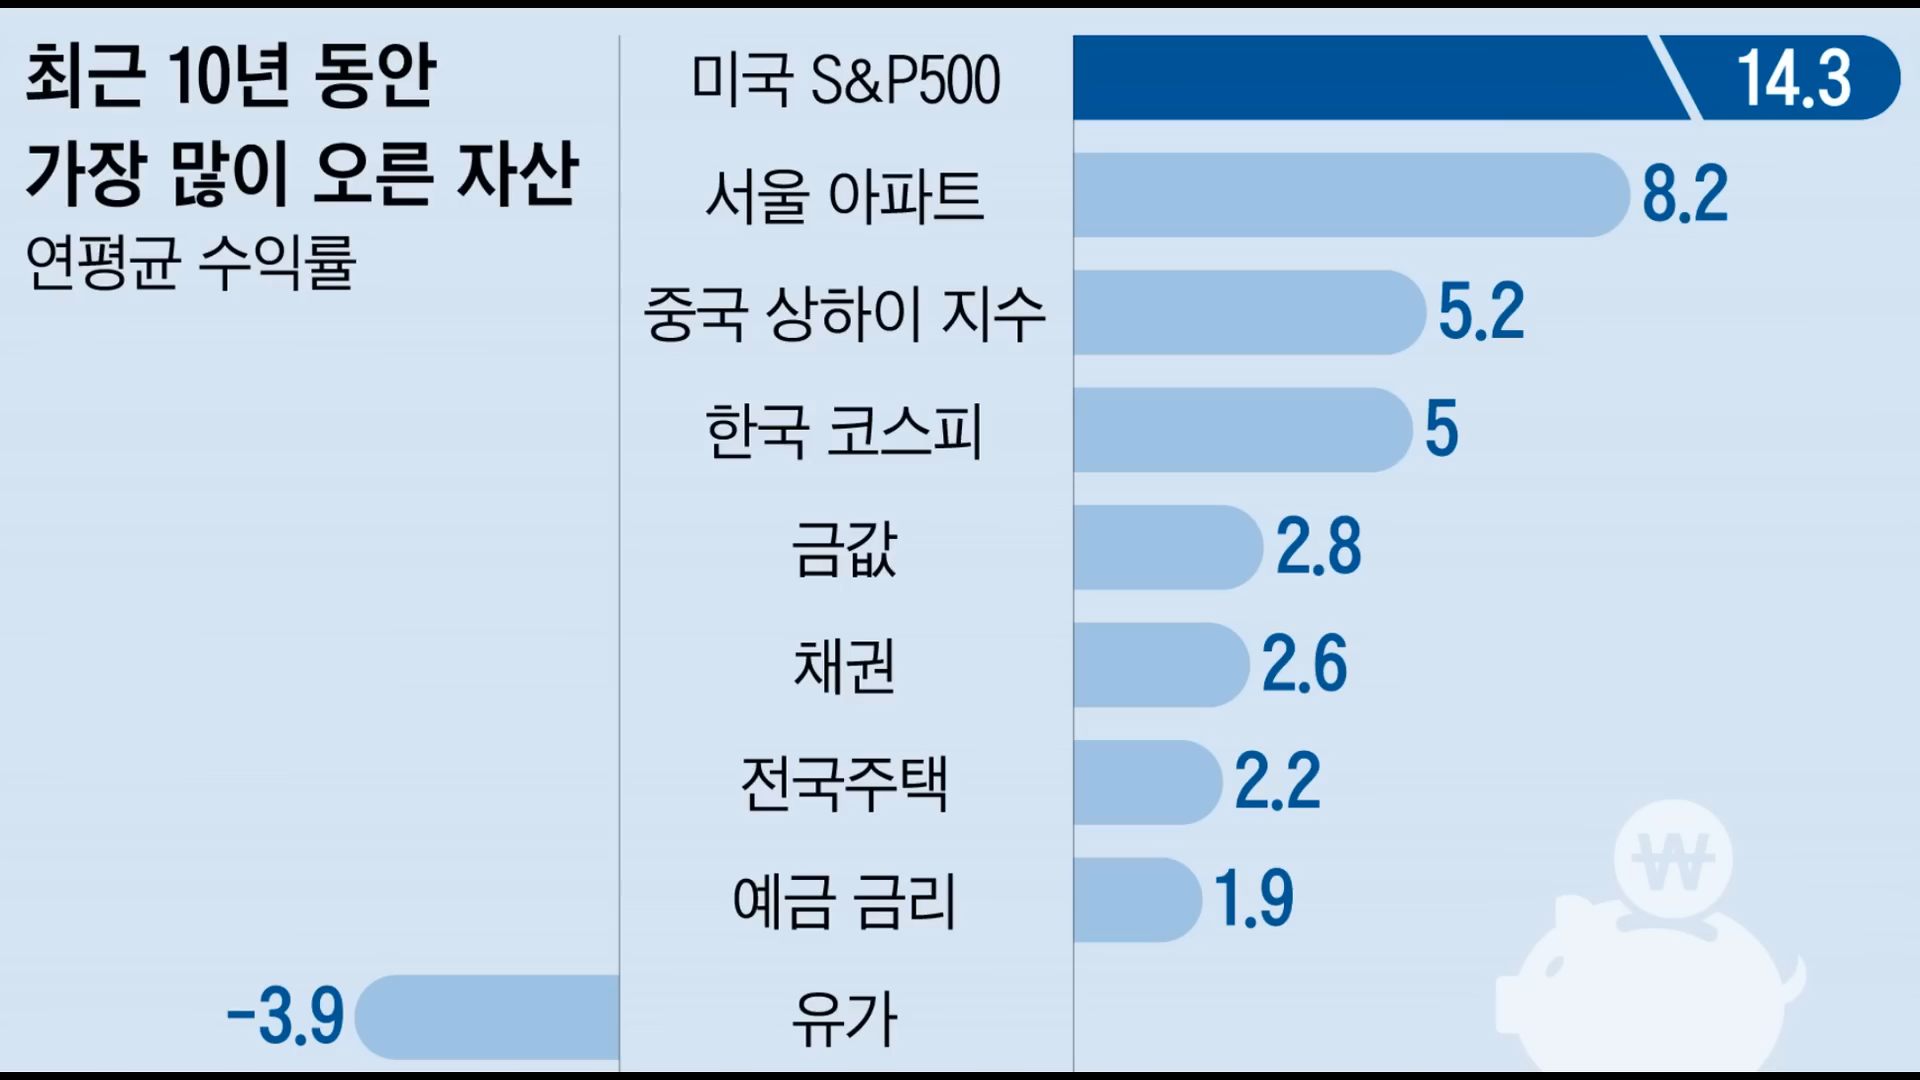 최근 10년 동안
가장 많이 오른 자산
연평균 수익률
미국 S&P500 14.3
서울 아파트 8.2
중국 상하이 지수 5.2
한국 코스피 5
금값 2.8
채권 2.6
전국주택 2.2
예금 금리 1.9
-3.9 유가
₩